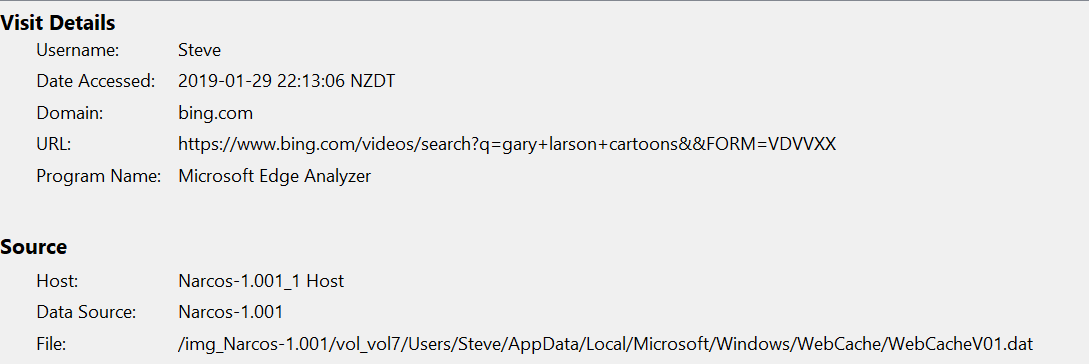 Visit Details
Username: Steve
Date Accessed: 2019-01-29 22:13:06 NZDT
Domain: bing.com
URL: https://www.bing.com/videos/search?q=gary+larson+cartoons&&FORM=VDVVXX
Program Name: Microsoft Edge Analyzer
Source
Host: Narcos-1.001_1 Host
Data Source: Narcos-1.001
File: /img_Narcos-1.001/vol_vol7/Users/Steve/AppData/Local/Microsoft/Windows/WebCache/WebCacheV01.dat